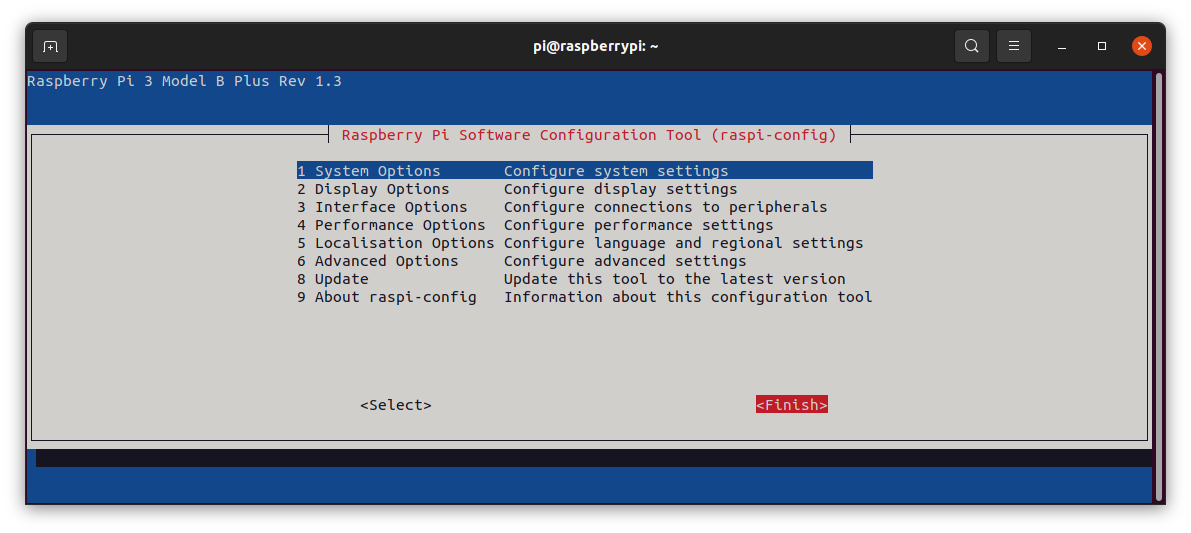 pi@raspberrypi: ~
Raspberry Pi 3 Model B Plus Rev 1.3
Raspberry Pi Software Configuration Tool (raspi-config)
1 System Options       Configure system settings
2 Display Options      Configure display settings
3 Interface Options    Configure connections to peripherals
4 Performance Options  Configure performance settings
5 Localisation Options Configure language and regional settings
6 Advanced Options     Configure advanced settings
8 Update               Update this tool to the latest version
9 About raspi-config   Information about this configuration tool
<Select> <Finish>